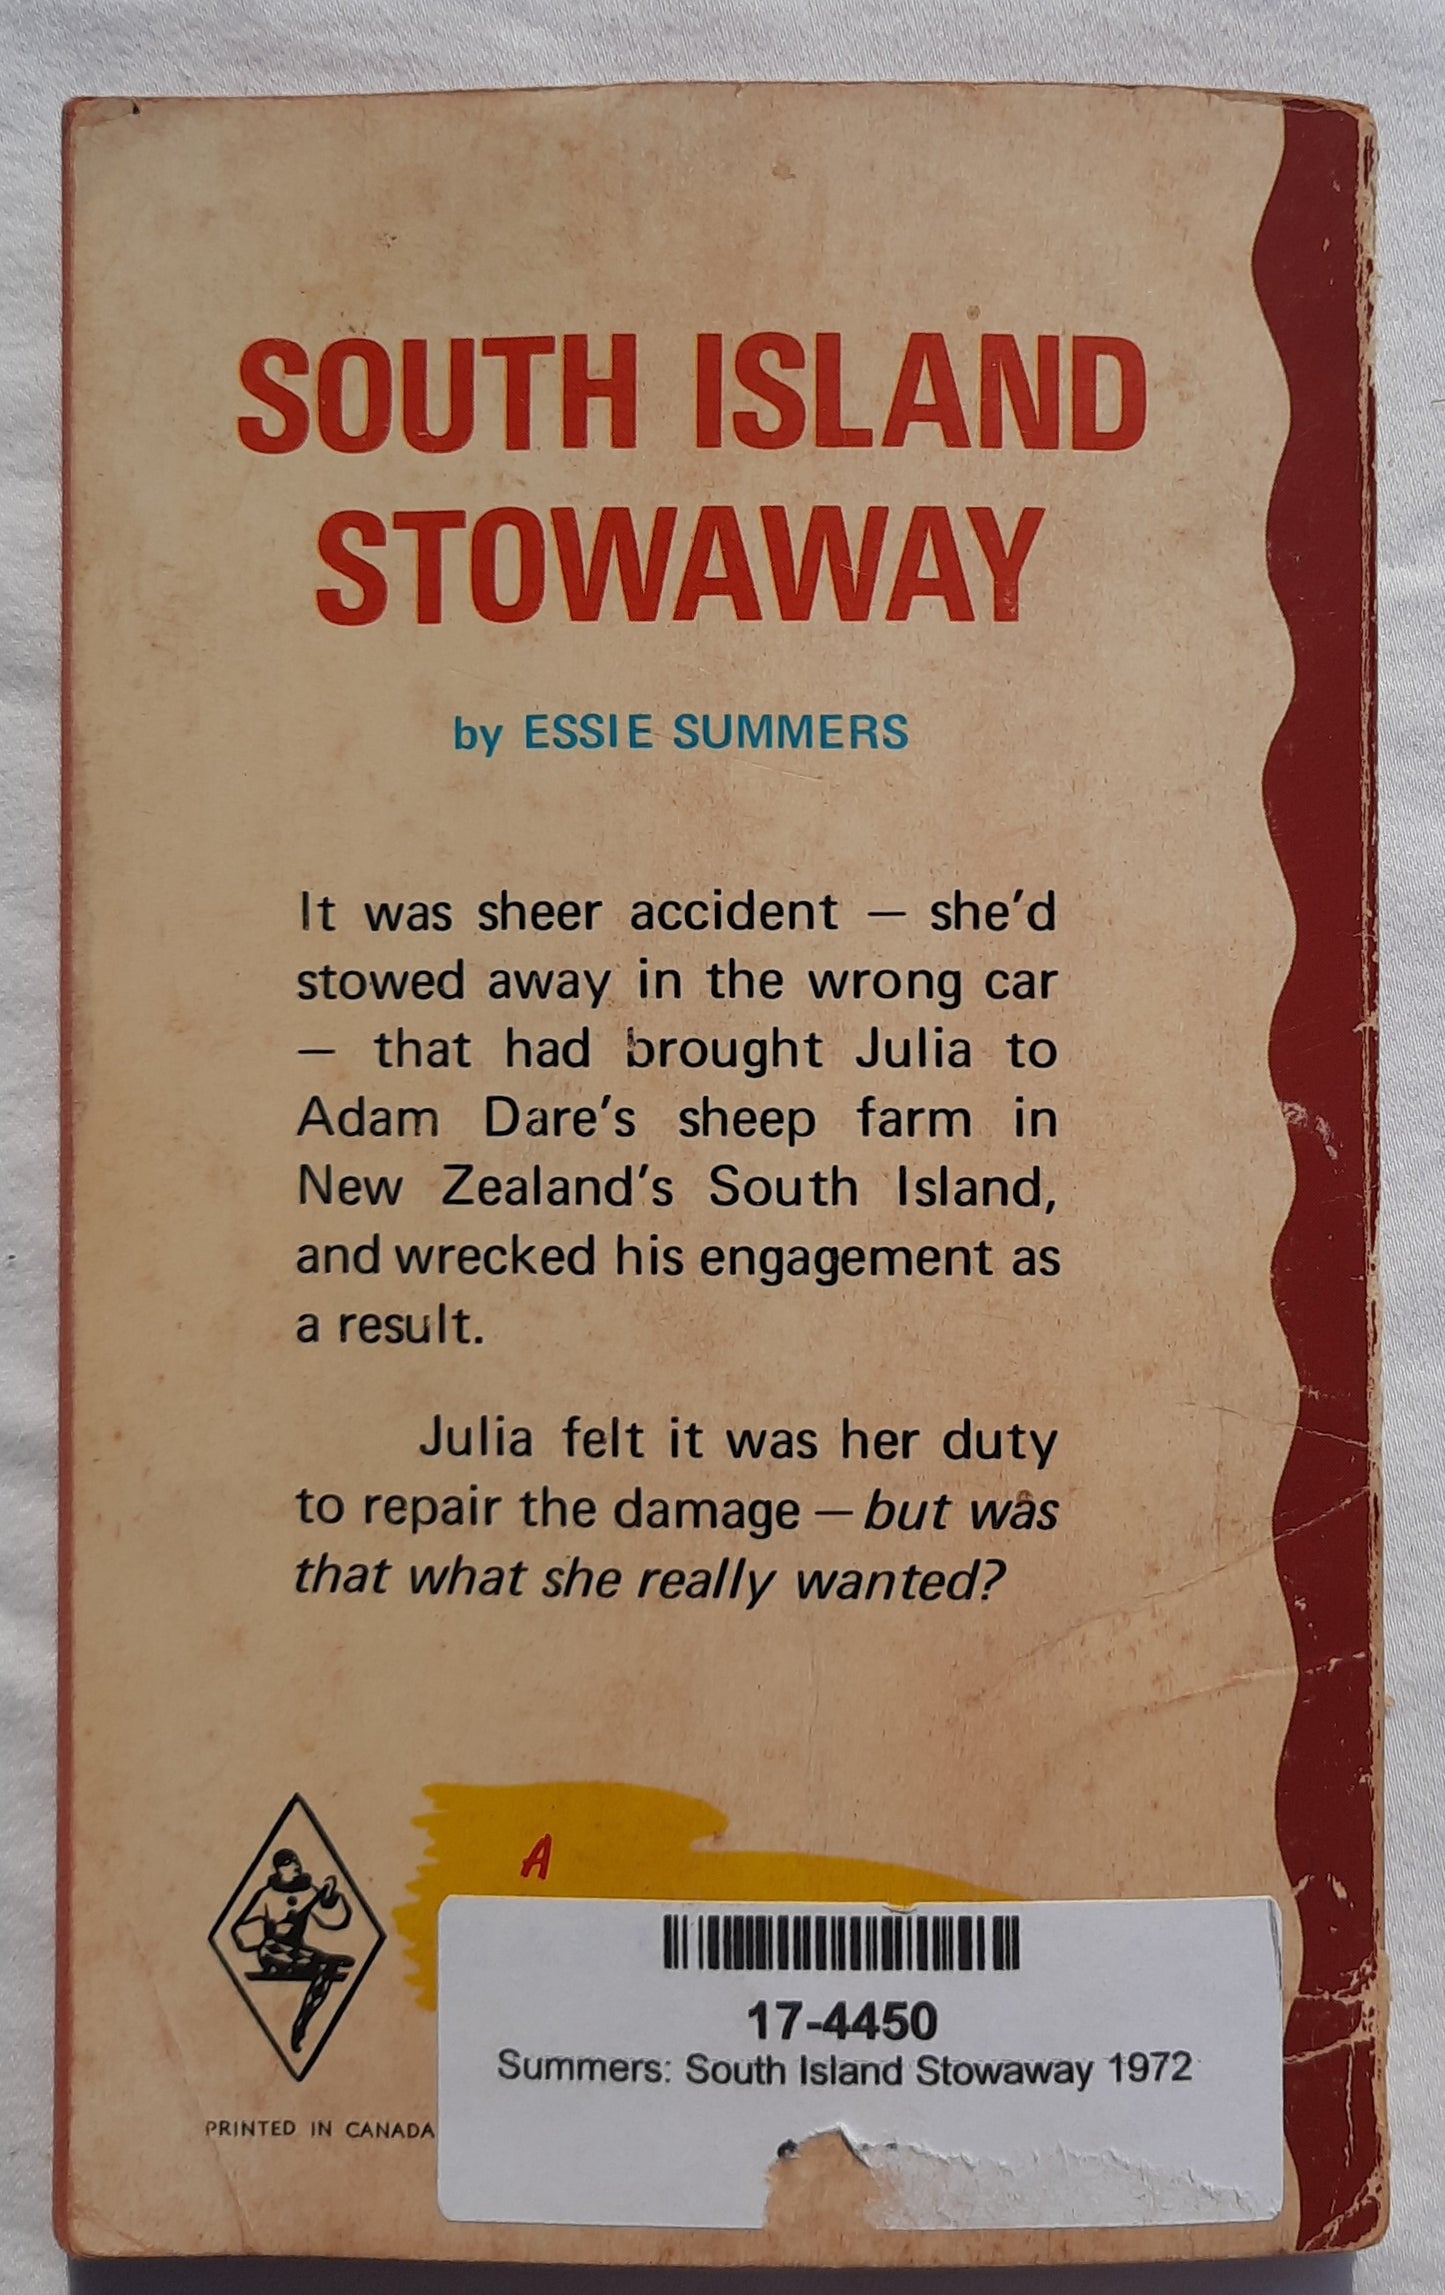 SOUTH ISLAND
STOWAWAY
by ESSIE SUMMERS
It was sheer accident — she'd
stowed away in the wrong car
— that had brought Julia to
Adam Dare's sheep farm in
New Zealand's South Island,
and wrecked his engagement as
a result.
Julia felt it was her duty
to repair the damage — but was
that what she really wanted?
A
17-4450
Summers: South Island Stowaway 1972
PRINTED IN CANADA